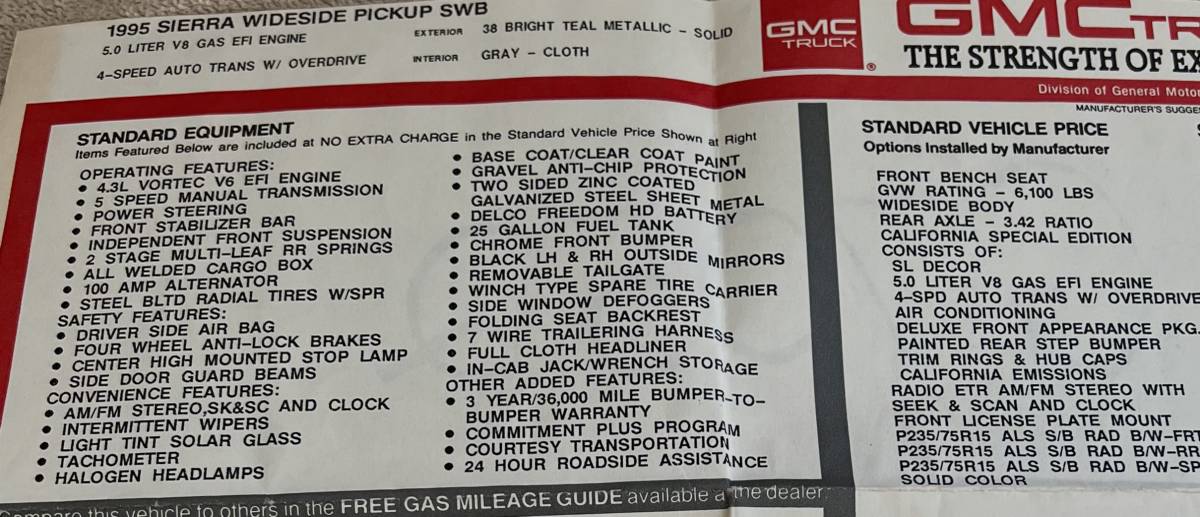 1995 SIERRA WIDESIDE PICKUP SWB
5.0 LITER V8 GAS EFI ENGINE
4-SPEED AUTO TRANS W/ OVERDRIVE
EXTERIOR 38 BRIGHT TEAL METALLIC - SOLID
INTERIOR GRAY - CLOTH
GMC
TRUCK
®
GMC TR
THE STRENGTH OF EX
Division of General Motor
MANUFACTURER'S SUGGE
STANDARD EQUIPMENT
Items Featured Below are included at NO EXTRA CHARGE in the Standard Vehicle Price Shown at Right
OPERATING FEATURES:
• 4.3L VORTEC V6 EFI ENGINE
• 5 SPEED MANUAL TRANSMISSION
• POWER STEERING
• FRONT STABILIZER BAR
• INDEPENDENT FRONT SUSPENSION
• 2 STAGE MULTI-LEAF RR SPRINGS
• ALL WELDED CARGO BOX
• 100 AMP ALTERNATOR
• STEEL BLTD RADIAL TIRES W/SPR
SAFETY FEATURES:
• DRIVER SIDE AIR BAG
• FOUR WHEEL ANTI-LOCK BRAKES
• CENTER HIGH MOUNTED STOP LAMP
• SIDE DOOR GUARD BEAMS
CONVENIENCE FEATURES:
• AM/FM STEREO,SK&SC AND CLOCK
• INTERMITTENT WIPERS
• LIGHT TINT SOLAR GLASS
• TACHOMETER
• HALOGEN HEADLAMPS
• BASE COAT/CLEAR COAT PAINT
• GRAVEL ANTI-CHIP PROTECTION
• TWO SIDED ZINC COATED
GALVANIZED STEEL SHEET METAL
• DELCO FREEDOM HD BATTERY
• 25 GALLON FUEL TANK
• CHROME FRONT BUMPER
• BLACK LH & RH OUTSIDE MIRRORS
• REMOVABLE TAILGATE
• WINCH TYPE SPARE TIRE CARRIER
• SIDE WINDOW DEFOGGERS
• FOLDING SEAT BACKREST
• 7 WIRE TRAILERING HARNESS
• FULL CLOTH HEADLINER
• IN-CAB JACK/WRENCH STORAGE
OTHER ADDED FEATURES:
• 3 YEAR/36,000 MILE BUMPER-TO-
BUMPER WARRANTY
• COMMITMENT PLUS PROGRAM
• COURTESY TRANSPORTATION
• 24 HOUR ROADSIDE ASSISTANCE
STANDARD VEHICLE PRICE
Options Installed by Manufacturer
FRONT BENCH SEAT
GVW RATING - 6,100 LBS
WIDESIDE BODY
REAR AXLE - 3.42 RATIO
CALIFORNIA SPECIAL EDITION
CONSISTS OF:
SL DECOR
5.0 LITER V8 GAS EFI ENGINE
4-SPD AUTO TRANS W/ OVERDRIVE
AIR CONDITIONING
DELUXE FRONT APPEARANCE PKG.
PAINTED REAR STEP BUMPER
TRIM RINGS & HUB CAPS
CALIFORNIA EMISSIONS
RADIO ETR AM/FM STEREO WITH
SEEK & SCAN AND CLOCK
FRONT LICENSE PLATE MOUNT
P235/75R15 ALS S/B RAD B/W-FRT
P235/75R15 ALS S/B RAD B/W-RR
P235/75R15 ALS S/B RAD B/W-SP
SOLID COLOR
Compare this vehicle to others in the FREE GAS MILEAGE GUIDE available a the dealer.